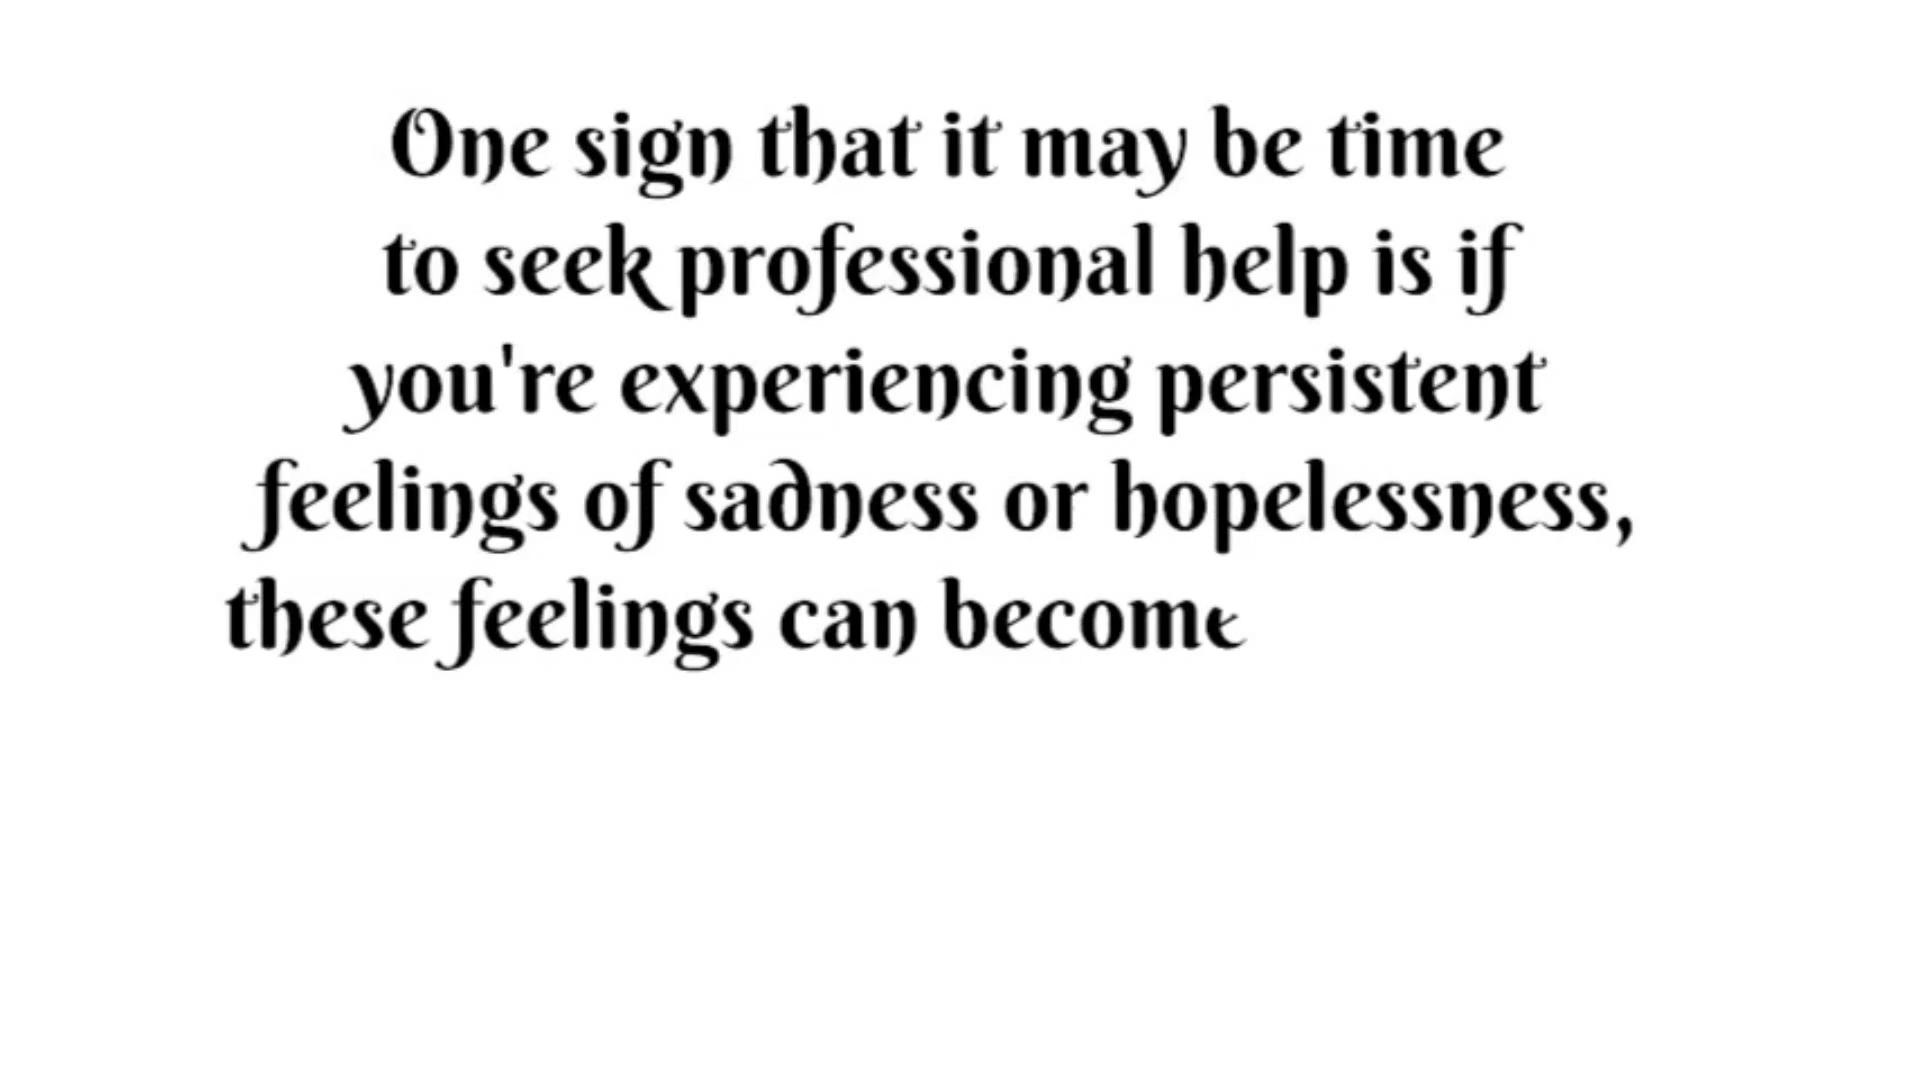 One sign that it may be time
to seek professional help is if
you're experiencing persistent
feelings of sadness or hopelessness,
these feelings can become